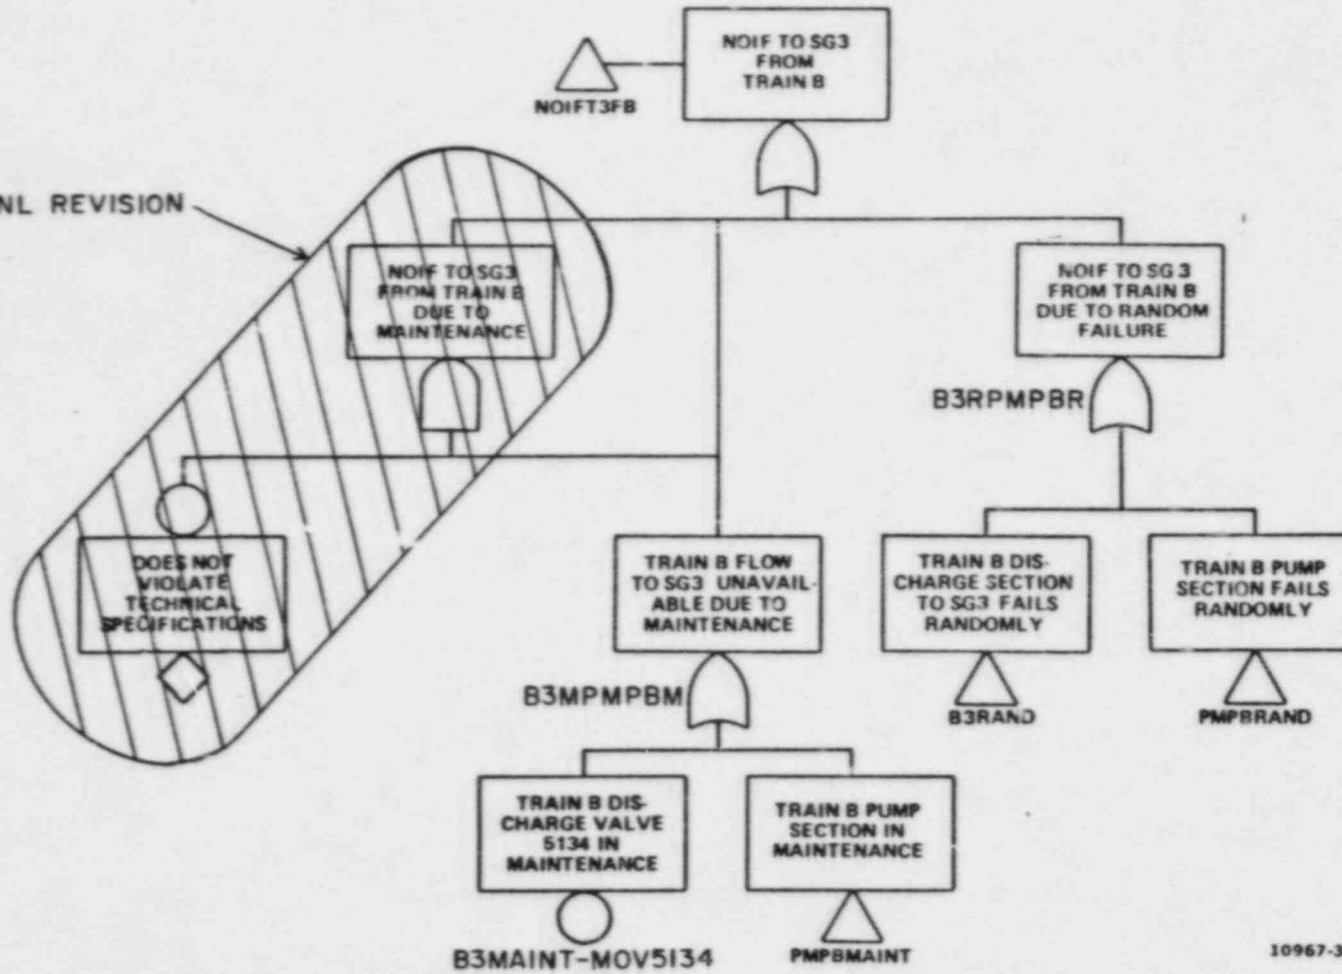 NOIF TO SG3
FROM
TRAIN B
NOIFT3FB
NL REVISION
NOIF TO SG3
FROM TRAIN B
DUE TO
MAINTENANCE
NOIF TO SG 3
FROM TRAIN B
DUE TO RANDOM
FAILURE
B3RPMPBR
DOES NOT
VIOLATE
TECHNICAL
SPECIFICATIONS
TRAIN B FLOW
TO SG3 UNAVAIL-
ABLE DUE TO
MAINTENANCE
TRAIN B DIS-
CHARGE SECTION
TO SG3 FAILS
RANDOMLY
TRAIN B PUMP
SECTION FAILS
RANDOMLY
B3MPMPBM
B3RAND
PMPBRAND
TRAIN B DIS-
CHARGE VALVE
5134 IN
MAINTENANCE
TRAIN B PUMP
SECTION IN
MAINTENANCE
B3MAINT-MOV5134
PMPBMAINT
10967-3